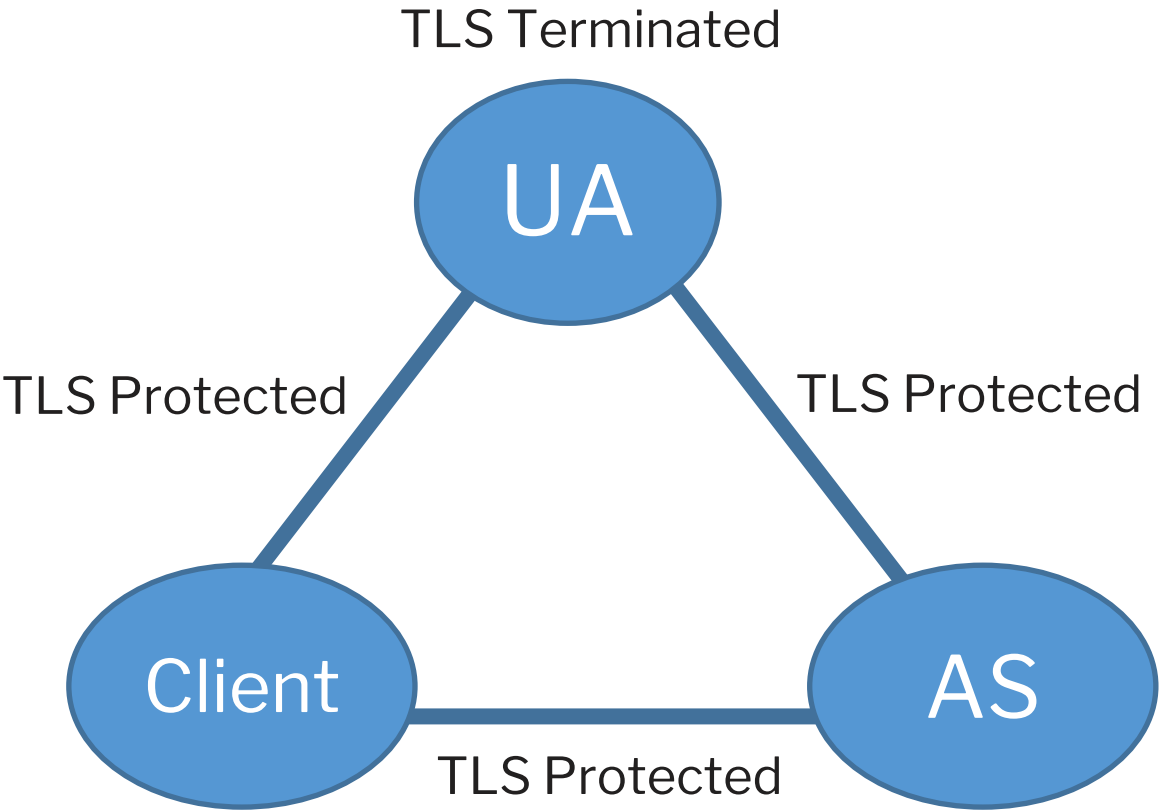 TLS Terminated
UA
TLS Protected
TLS Protected
Client
AS
TLS Protected